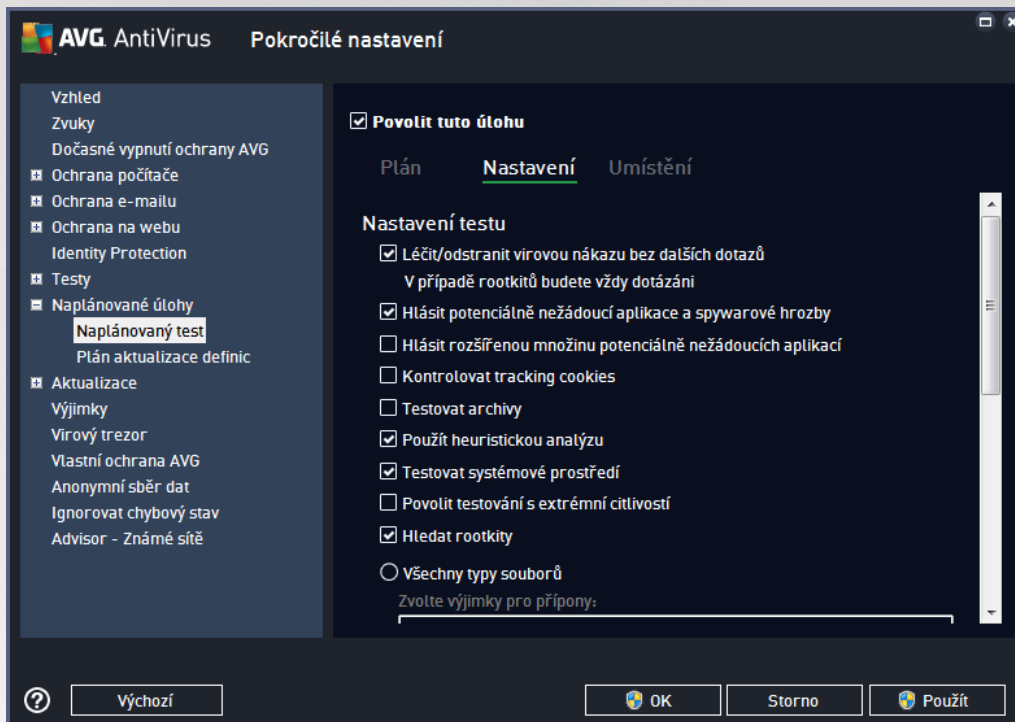 AVG AntiVirus Pokročilé nastavení
Vzhled
Zvuky
Dočasné vypnutí ochrany AVG
Ochrana počítače
Ochrana e-mailu
Ochrana na webu
Identity Protection
Testy
Naplánované úlohy
Naplánovaný test
Plán aktualizace definic
Aktualizace
Výjimky
Virový trezor
Vlastní ochrana AVG
Anonymní sběr dat
Ignorovat chybový stav
Advisor - Známé sítě
Povolit tuto úlohu
Plán Nastavení Umístění
Nastavení testu
Léčit/odstranit virovou nákazu bez dalších dotazů
V případě rootkitů budete vždy dotázáni
Hlásit potenciálně nežádoucí aplikace a spywarové hrozby
Hlásit rozšířenou množinu potenciálně nežádoucích aplikací
Kontrolovat tracking cookies
Testovat archivy
Použít heuristickou analýzu
Testovat systémové prostředí
Povolit testování s extrémní citlivostí
Hledat rootkity
Všechny typy souborů
Zvolte výjimky pro přípony:
? Výchozí OK Storno Použít